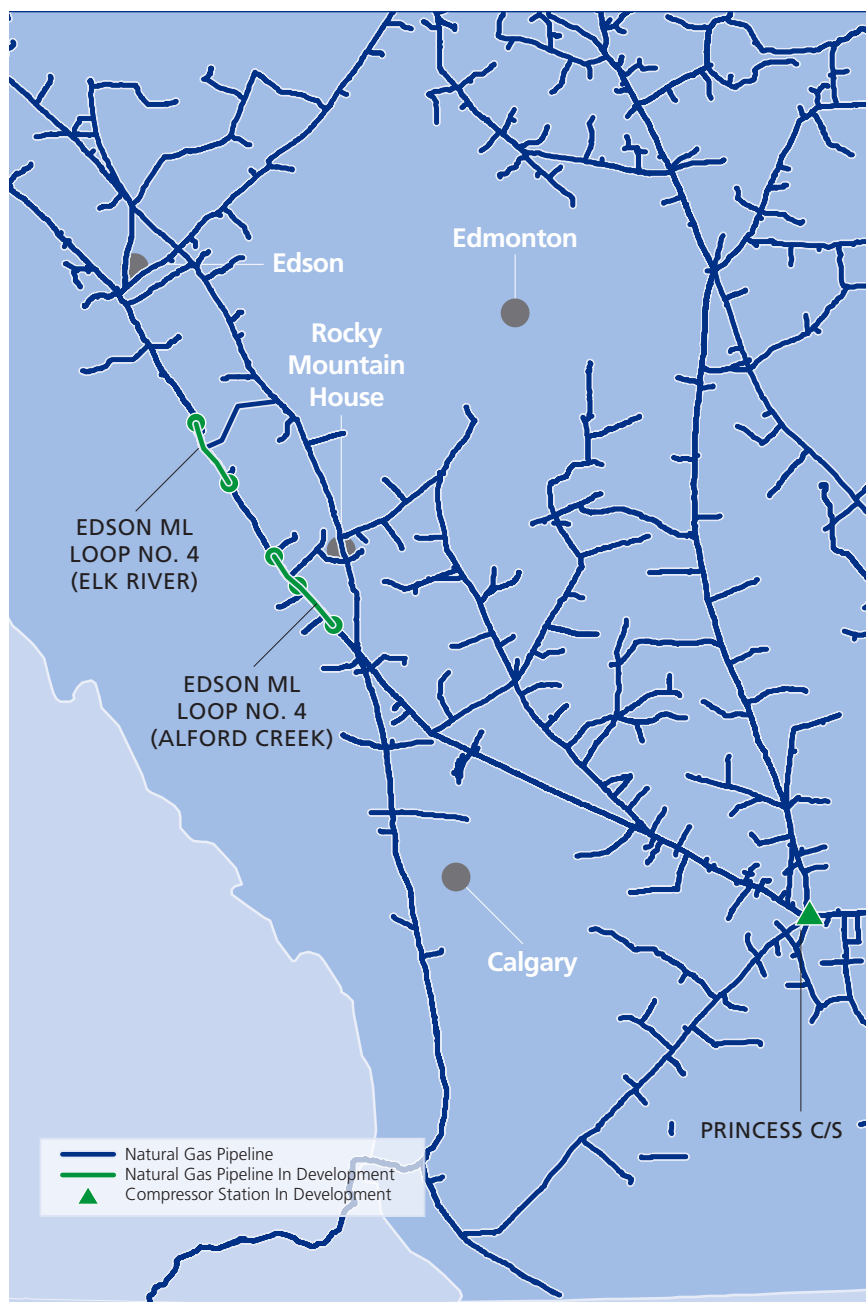 Edmonton
Edson
Rocky
Mountain
House
EDSON ML
LOOP NO. 4
(ELK RIVER)
EDSON ML
LOOP NO. 4
(ALFORD CREEK)
Calgary
PRINCESS C/S
Natural Gas Pipeline
Natural Gas Pipeline In Development
Compressor Station In Development